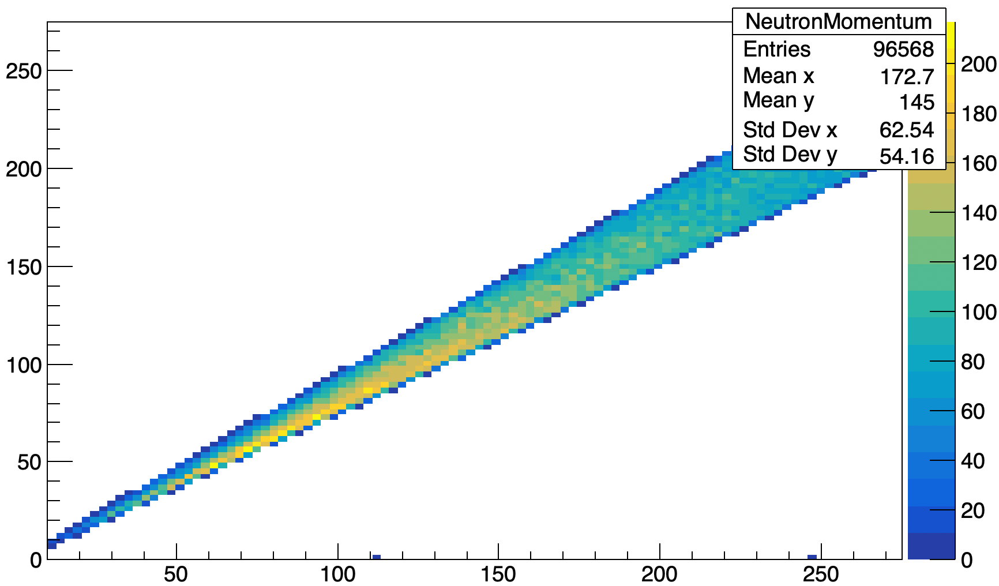 NeutronMomentum
Entries 96568
Mean x 172.7
Mean y 145
Std Dev x 62.54
Std Dev y 54.16
250
200
150
100
50
0
50 100 150 200 250
200
180
160
140
120
100
80
60
40
20
0